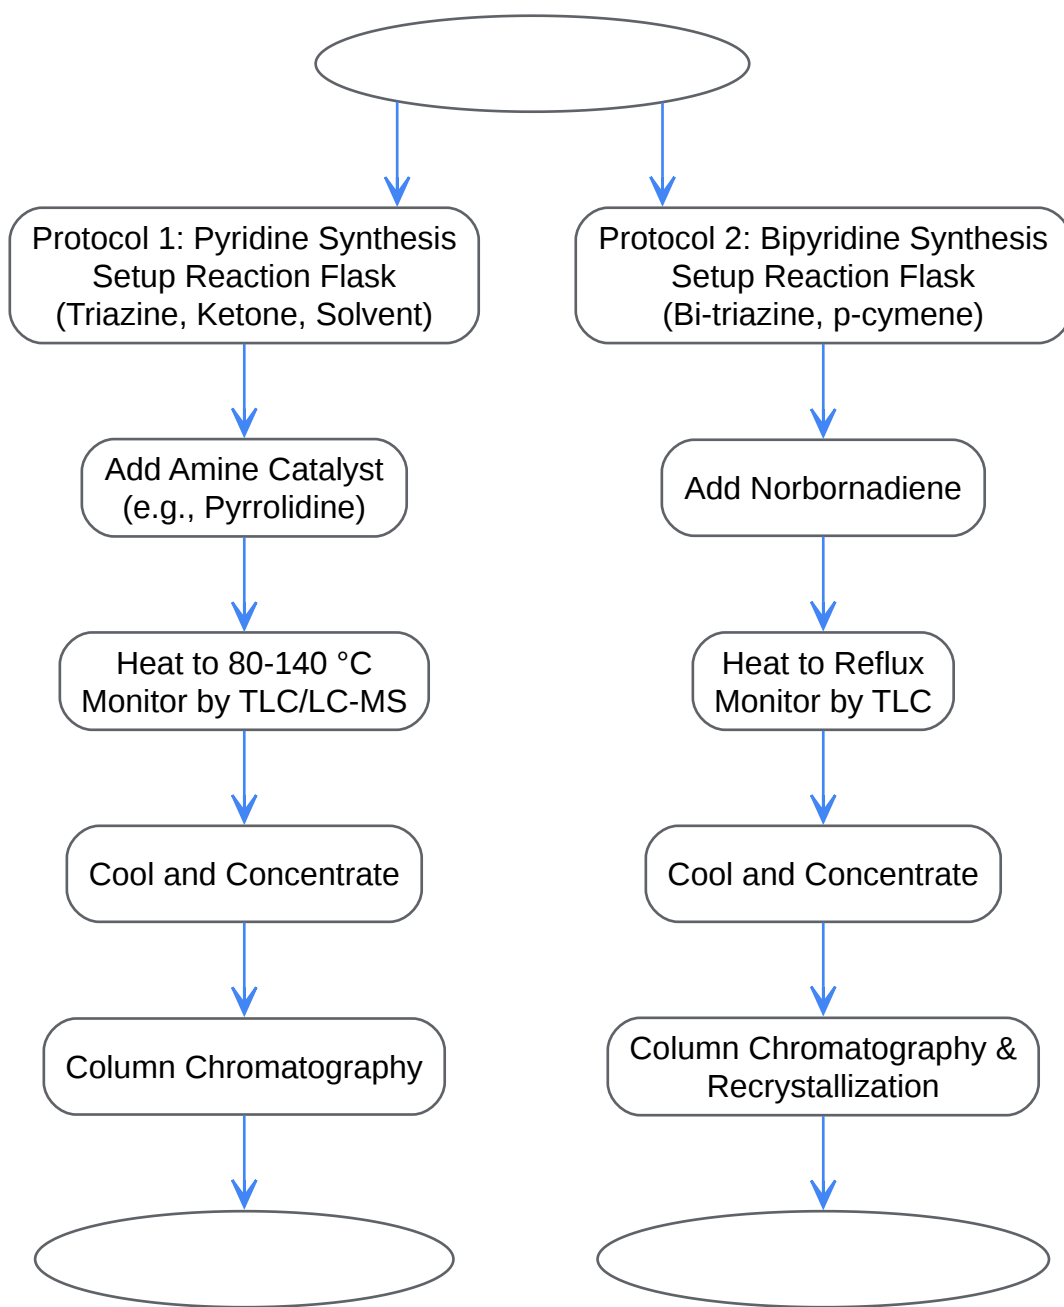 Protocol 1: Pyridine Synthesis
Setup Reaction Flask
(Triazine, Ketone, Solvent)
Add Amine Catalyst
(e.g., Pyrrolidine)
Heat to 80-140 °C
Monitor by TLC/LC-MS
Cool and Concentrate
Column Chromatography
Protocol 2: Bipyridine Synthesis
Setup Reaction Flask
(Bi-triazine, p-cymene)
Add Norbornadiene
Heat to Reflux
Monitor by TLC
Cool and Concentrate
Column Chromatography &
Recrystallization